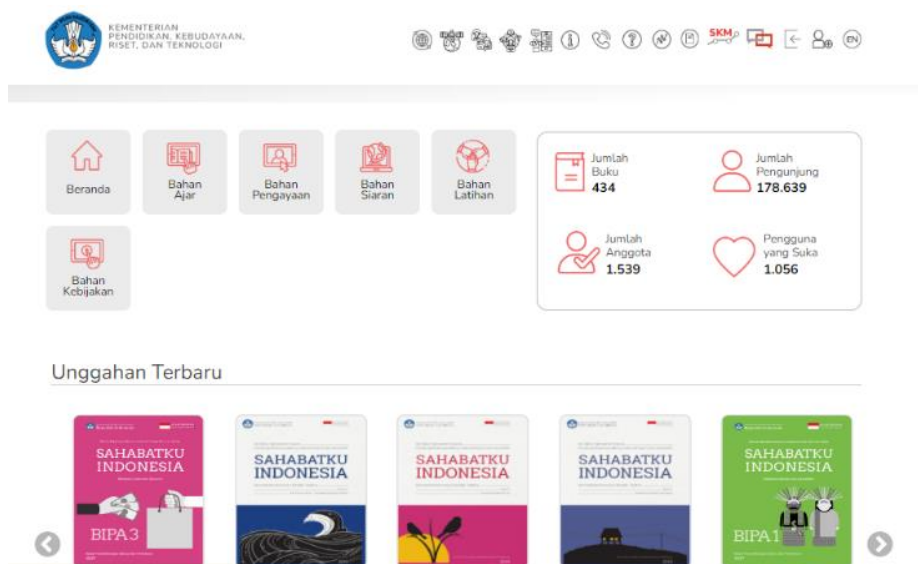 KEMENTERIAN
PENDIDIKAN, KEBUDAYAAN,
RISET, DAN TEKNOLOGI
SKM
EN
Beranda
Bahan
Ajar
Bahan
Pengayaan
Bahan
Siaran
Bahan
Latihan
Bahan
Kebijakan
Jumlah
Buku
434
Jumlah
Pengunjung
178.639
Jumlah
Anggota
1.539
Pengguna
yang Suka
1.056
Unggahan Terbaru
SAHABATKU
INDONESIA
BIPA 3
SAHABATKU
INDONESIA
SAHABATKU
INDONESIA
SAHABATKU
INDONESIA
SAHABATKU
INDONESIA
BIPA 1